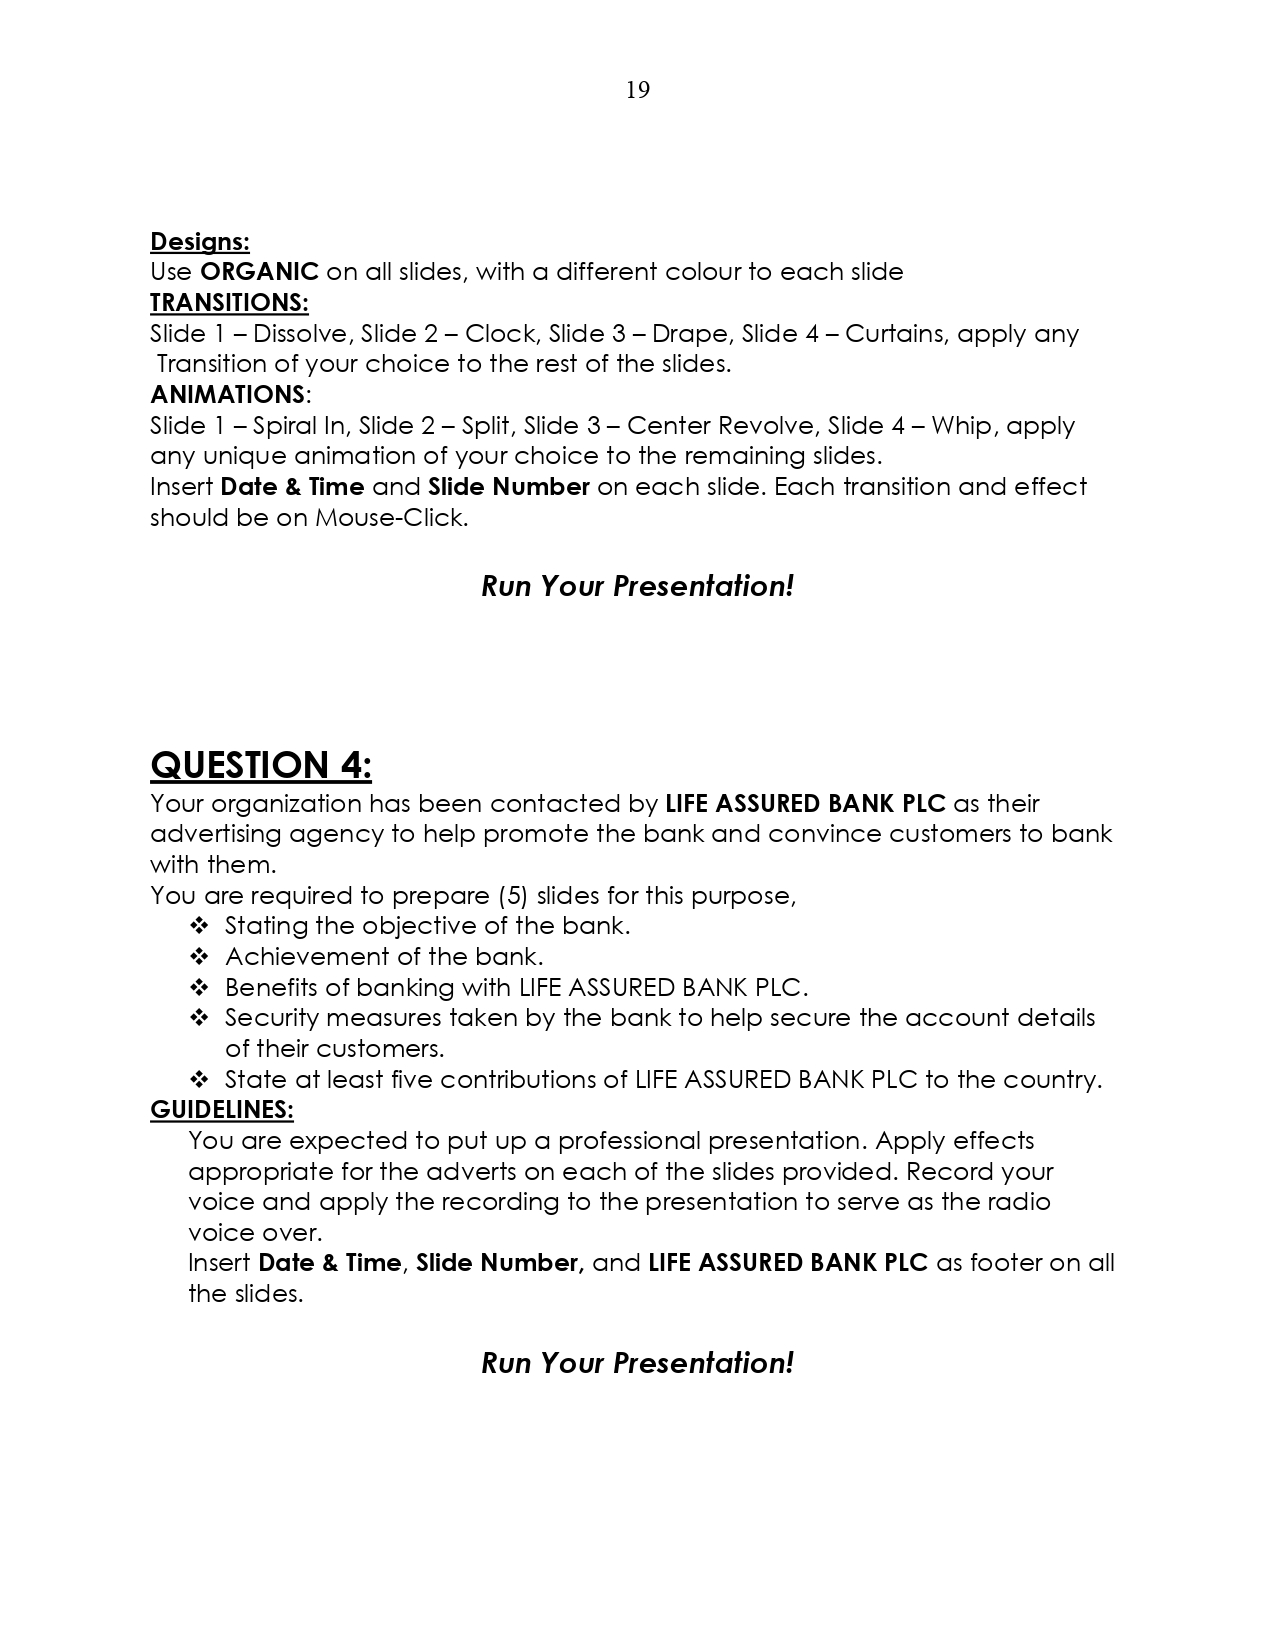 19
Designs:
Use ORGANIC on all slides, with a different colour to each slide
TRANSITIONS:
Slide 1 – Dissolve, Slide 2 – Clock, Slide 3 – Drape, Slide 4 – Curtains, apply any
Transition of your choice to the rest of the slides.
ANIMATIONS:
Slide 1 – Spiral In, Slide 2 – Split, Slide 3 – Center Revolve, Slide 4 – Whip, apply
any unique animation of your choice to the remaining slides.
Insert Date & Time and Slide Number on each slide. Each transition and effect
should be on Mouse-Click.
Run Your Presentation!
QUESTION 4:
Your organization has been contacted by LIFE ASSURED BANK PLC as their
advertising agency to help promote the bank and convince customers to bank
with them.
You are required to prepare (5) slides for this purpose,
❖ Stating the objective of the bank.
❖ Achievement of the bank.
❖ Benefits of banking with LIFE ASSURED BANK PLC.
❖ Security measures taken by the bank to help secure the account details
of their customers.
❖ State at least five contributions of LIFE ASSURED BANK PLC to the country.
GUIDELINES:
You are expected to put up a professional presentation. Apply effects
appropriate for the adverts on each of the slides provided. Record your
voice and apply the recording to the presentation to serve as the radio
voice over.
Insert Date & Time, Slide Number, and LIFE ASSURED BANK PLC as footer on all
the slides.
Run Your Presentation!